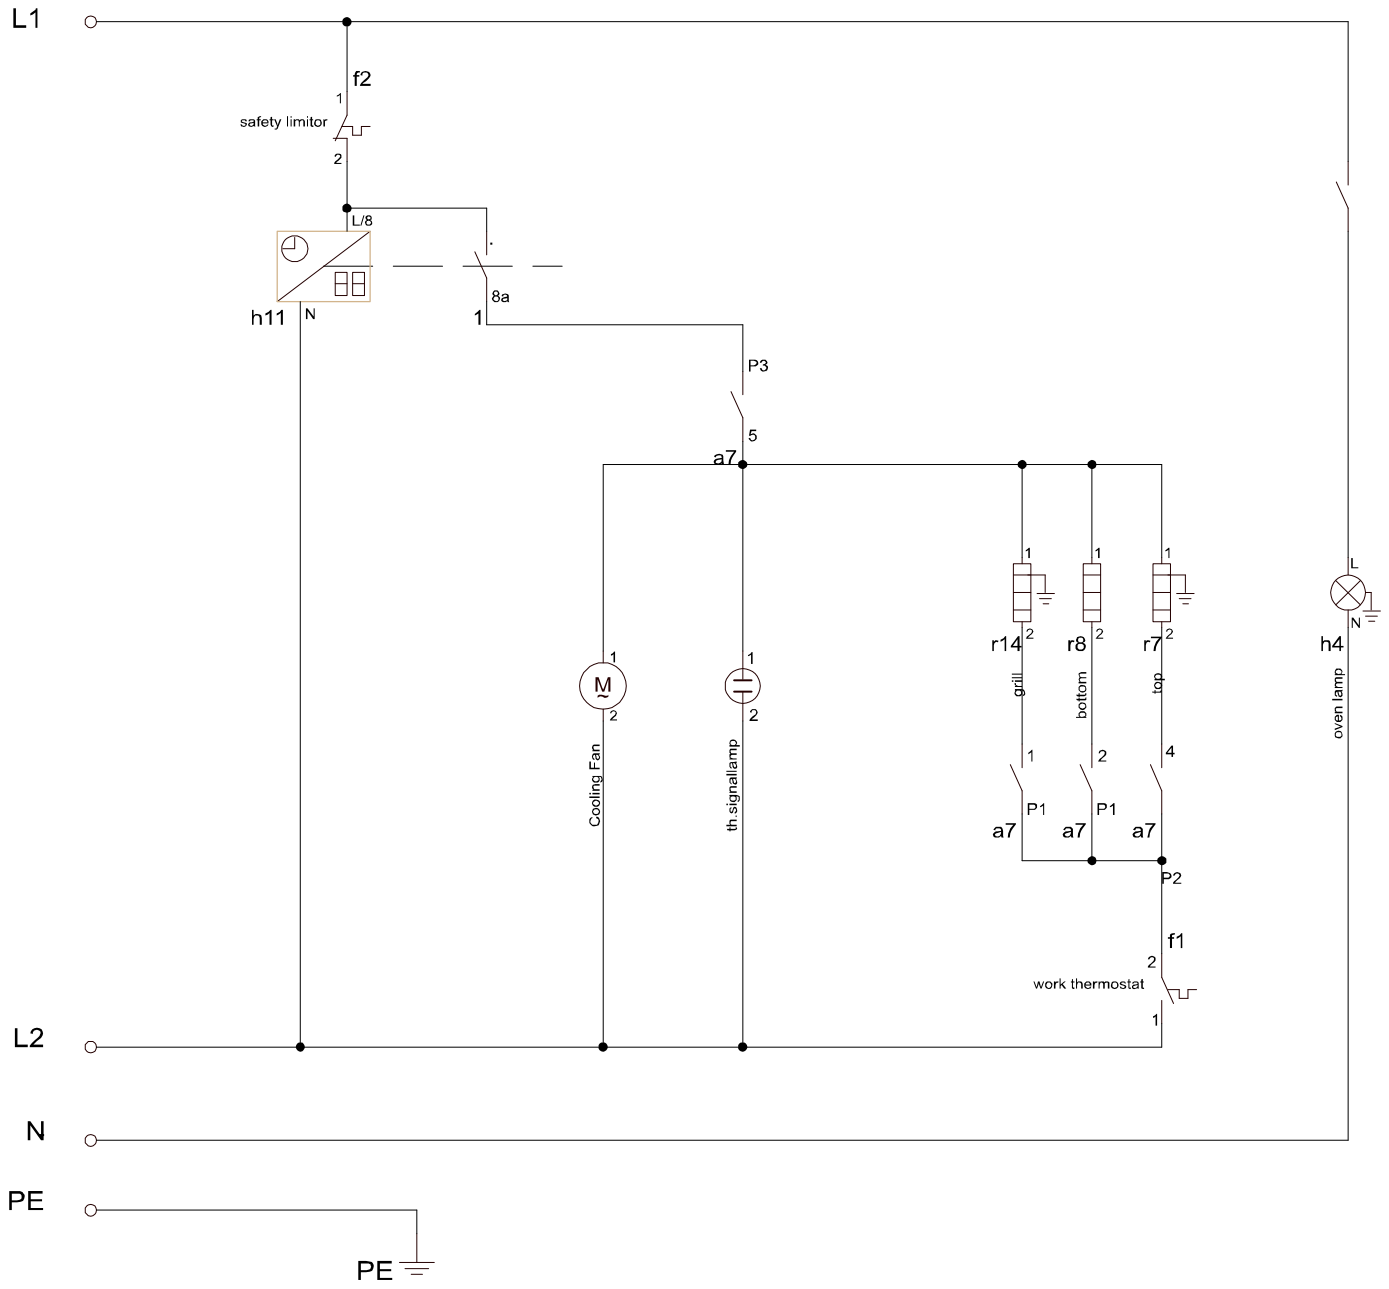 L1
f2
1
safety limitor
2
L/8
8a
h11
N
1
P3
5
a7
1
1
1
L
2
2
2
N
r14
r8
r7
h4
grill
bottom
top
oven lamp
1
1
M
~
2
2
Cooling Fan
th.signallamp
1
2
4
P1
P1
a7
a7
a7
P2
f1
2
work thermostat
1
L2
N
PE
PE